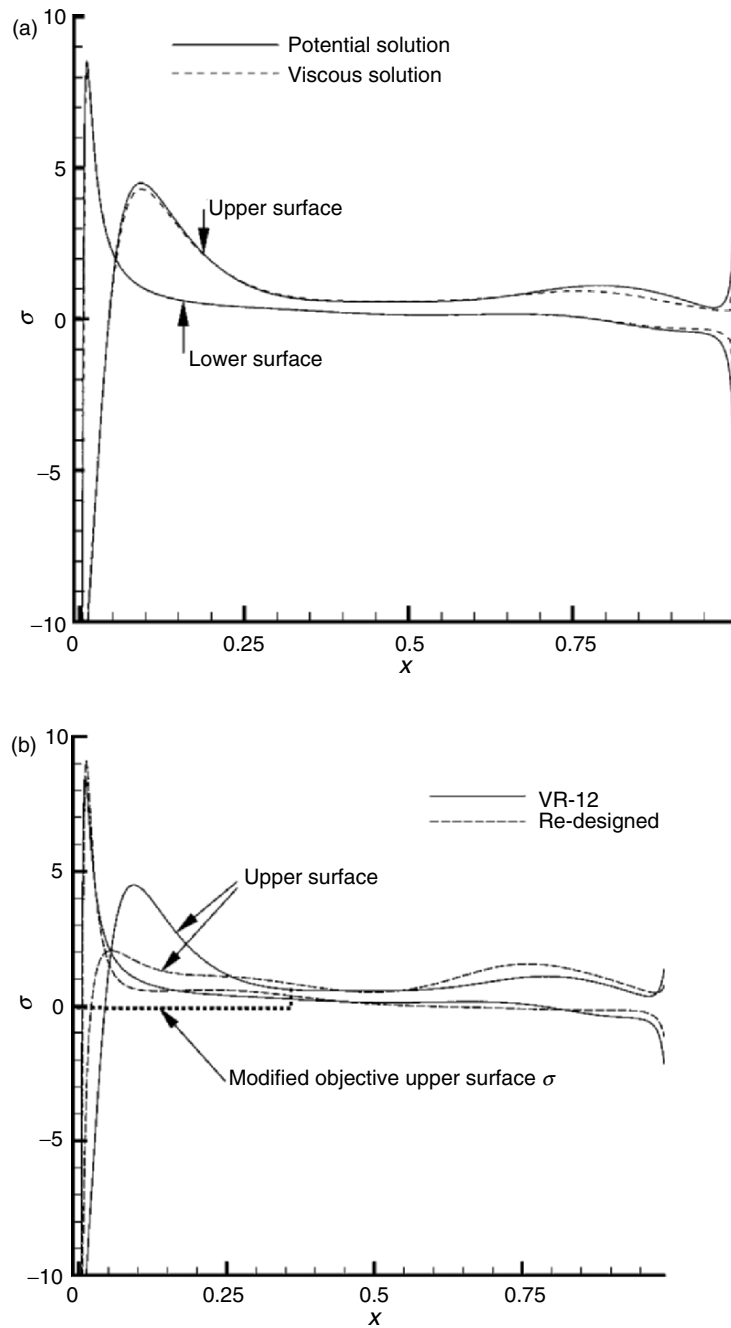 (a)
10
Potential solution
Viscous solution
5
Upper surface
σ
0
Lower surface
−5
−10
0
0.25
0.5
0.75
x
(b)
10
VR-12
Re-designed
5
Upper surface
σ
0
Modified objective upper surface σ
−5
−10
0
0.25
0.5
0.75
x